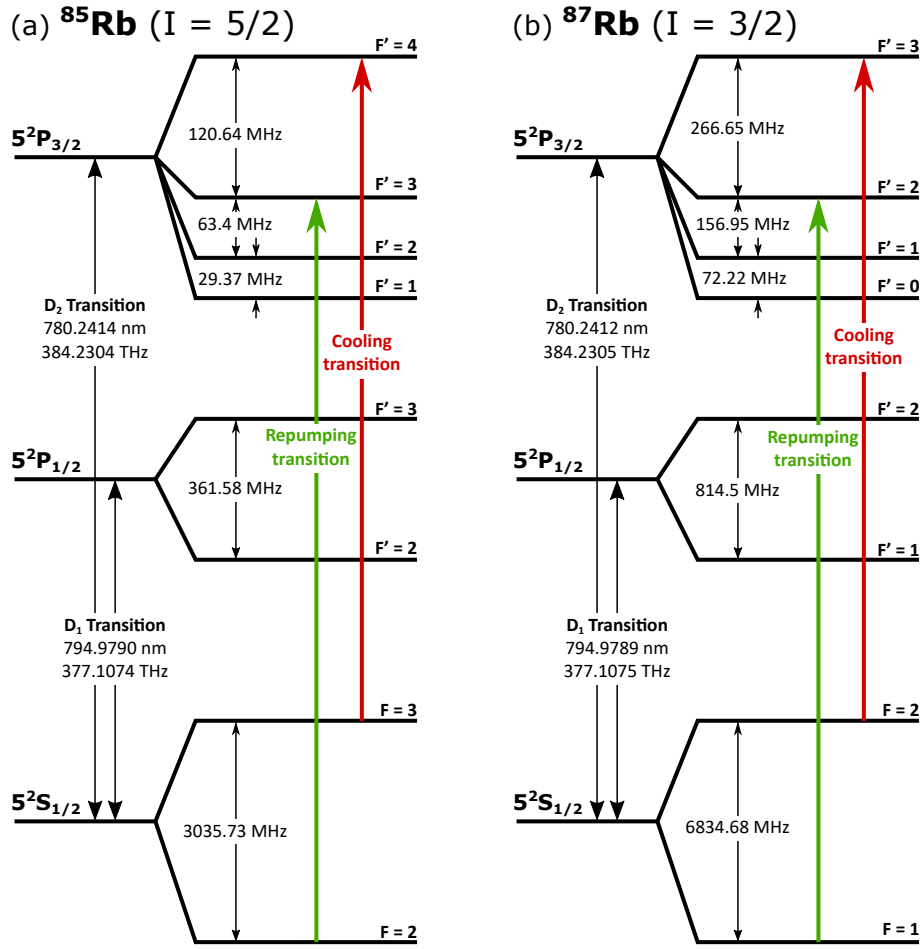 (a) ⁸⁵Rb (I = 5/2)
F' = 4
120.64 MHz
5²P₃/₂
F' = 3
63.4 MHz
F' = 2
29.37 MHz
F' = 1
D₂ Transition
780.2414 nm
384.2304 THz
Cooling
transition
F' = 3
Repumping
transition
5²P₁/₂
361.58 MHz
F' = 2
D₁ Transition
794.9790 nm
377.1074 THz
F = 3
5²S₁/₂
3035.73 MHz
F = 2
(b) ⁸⁷Rb (I = 3/2)
F' = 3
266.65 MHz
5²P₃/₂
F' = 2
156.95 MHz
F' = 1
72.22 MHz
F' = 0
D₂ Transition
780.2412 nm
384.2305 THz
Cooling
transition
F' = 2
Repumping
transition
5²P₁/₂
814.5 MHz
F' = 1
D₁ Transition
794.9789 nm
377.1075 THz
F = 2
5²S₁/₂
6834.68 MHz
F = 1